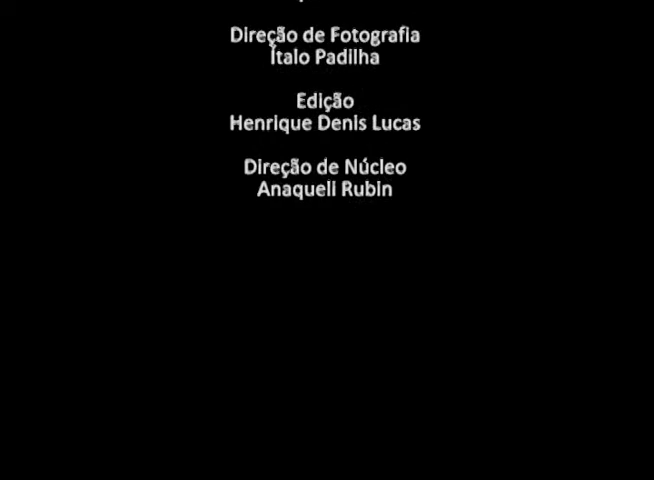 Direção de Fotografia
Ítalo Padilha
Edição
Henrique Denis Lucas
Direção de Núcleo
Anaqueli Rubin